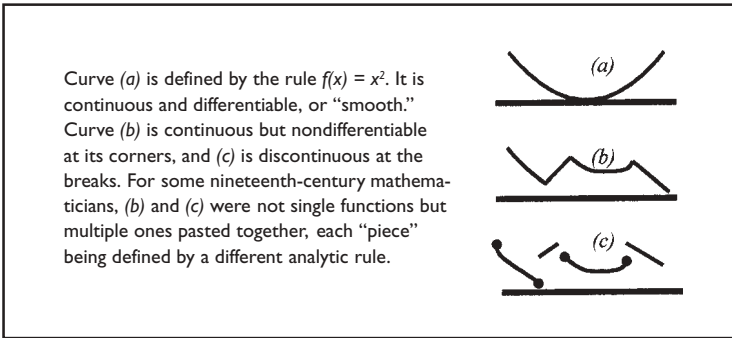 Curve (a) is defined by the rule f(x) = x². It is
continuous and differentiable, or “smooth.”
Curve (b) is continuous but nondifferentiable
at its corners, and (c) is discontinuous at the
breaks. For some nineteenth-century mathema-
ticians, (b) and (c) were not single functions but
multiple ones pasted together, each “piece”
being defined by a different analytic rule.
(a)
(b)
(c)